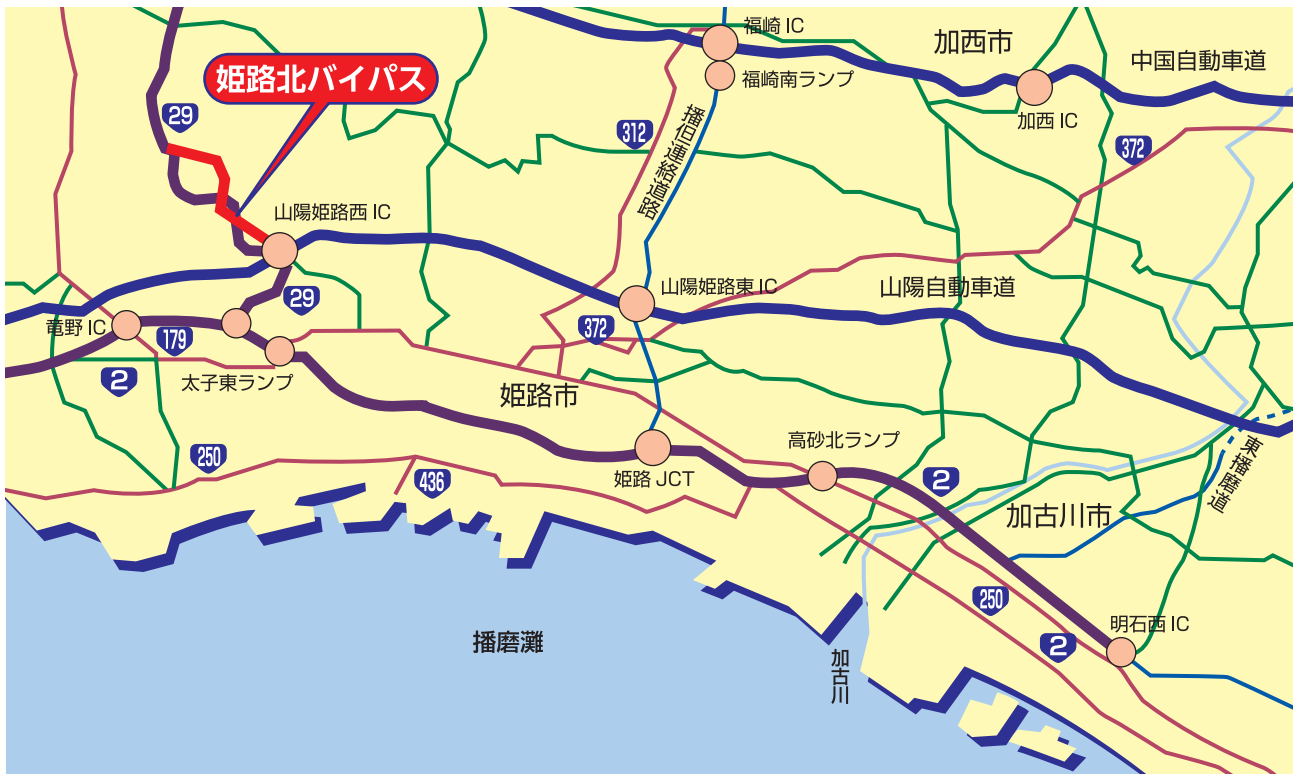 福崎 IC
加西市
中国自動車道
姫路北バイパス
福崎南ランプ
29
加西 IC
312
播但連絡道路
372
山陽姫路西 IC
山陽姫路東 IC
山陽自動車道
29
竜野 IC
179
372
2
太子東ランプ
姫路市
高砂北ランプ
東播磨道
250
436
姫路 JCT
2
加古川市
250
明石西 IC
2
播磨灘
加古川